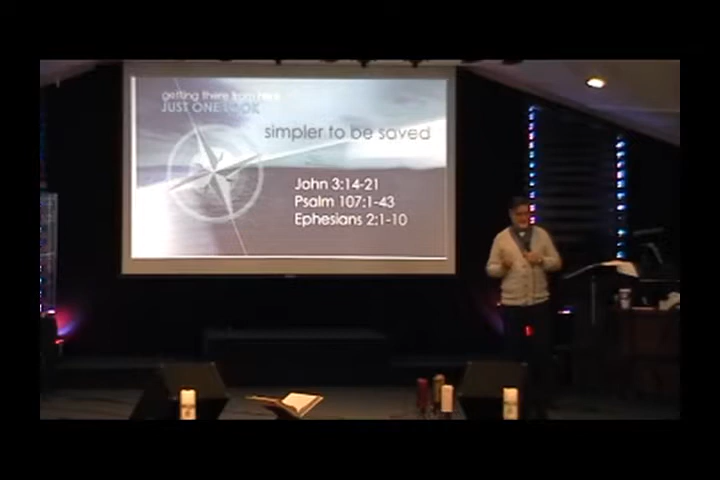 getting there from here
JUST ONE LOOK
simpler to be saved
John 3:14-21
Psalm 107:1-43
Ephesians 2:1-10